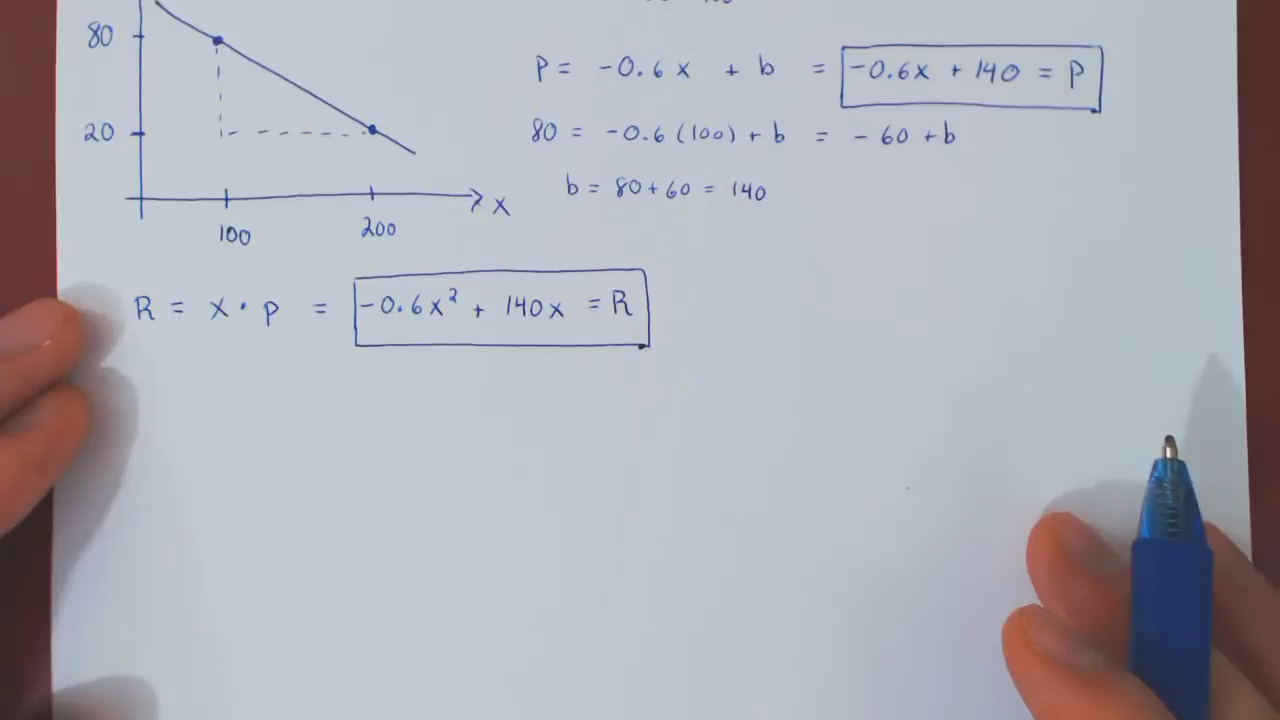 80
20
100
200
X
P = -0.6x + b = -0.6x + 140 = P
80 = -0.6(100) + b = -60 + b
b = 80+60 = 140
R = x · p = -0.6x² + 140x = R